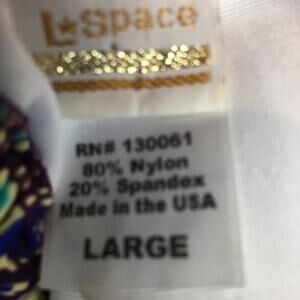 L★Space
RN# 130061
80% Nylon
20% Spandex
Made in the USA
LARGE